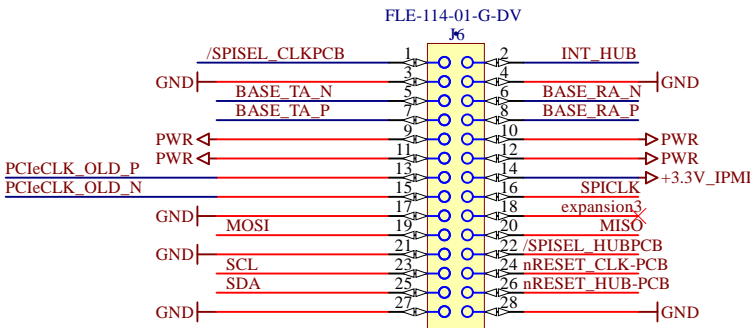 FLE-114-01-G-DV
J6
/SPISEL_CLKPCB 1 2 INT_HUB
GND 3 4 GND
BASE_TA_N 5 6 BASE_RA_N
BASE_TA_P 7 8 BASE_RA_P
PWR 9 10 PWR
PWR 11 12 PWR
PCIeCLK_OLD_P 13 14 +3.3V_IPMI
PCIeCLK_OLD_N 15 16 SPICLK
GND 17 18 expansion3
MOSI 19 20 MISO
GND 21 22 /SPISEL_HUBPCB
SCL 23 24 nRESET_CLK-PCB
SDA 25 26 nRESET_HUB-PCB
GND 27 28 GND